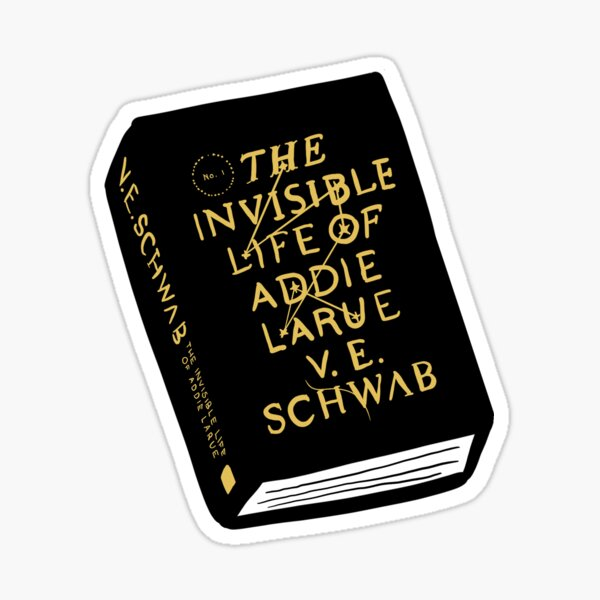 No. 1
THE
INVISIBLE
LIFE OF
ADDIE
LARUE
V. E.
SCHWAB
V. E. SCHWAB
THE INVISIBLE LIFE
OF ADDIE LARUE